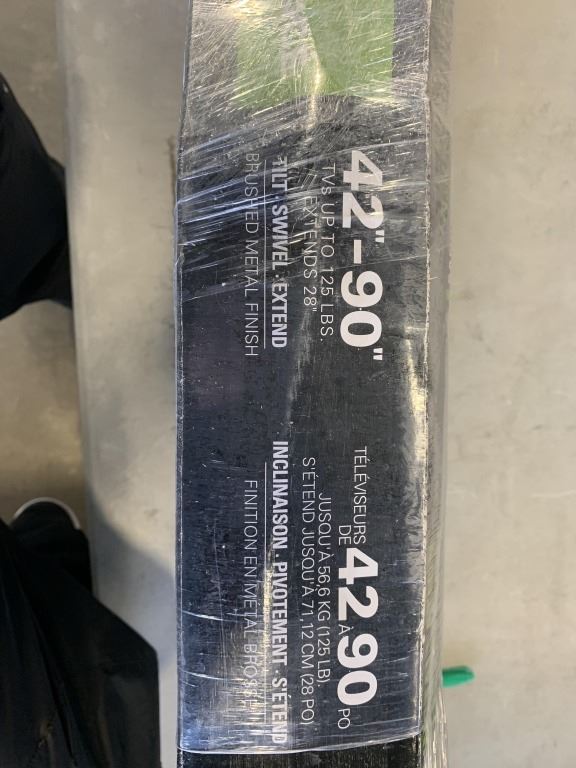 42"-90"
TVs UP TO 125 LBS.
EXTENDS 28"
TILT · SWIVEL · EXTEND
BRUSHED METAL FINISH
TÉLÉVISEURS
DE 42 À 90 PO
JUSQU'À 56,6 KG (125 LB)
S'ÉTEND JUSQU'À 71,12 CM (28 PO)
INCLINAISON · PIVOTEMENT · S'ÉTEND
FINITION EN MÉTAL BROSSÉ